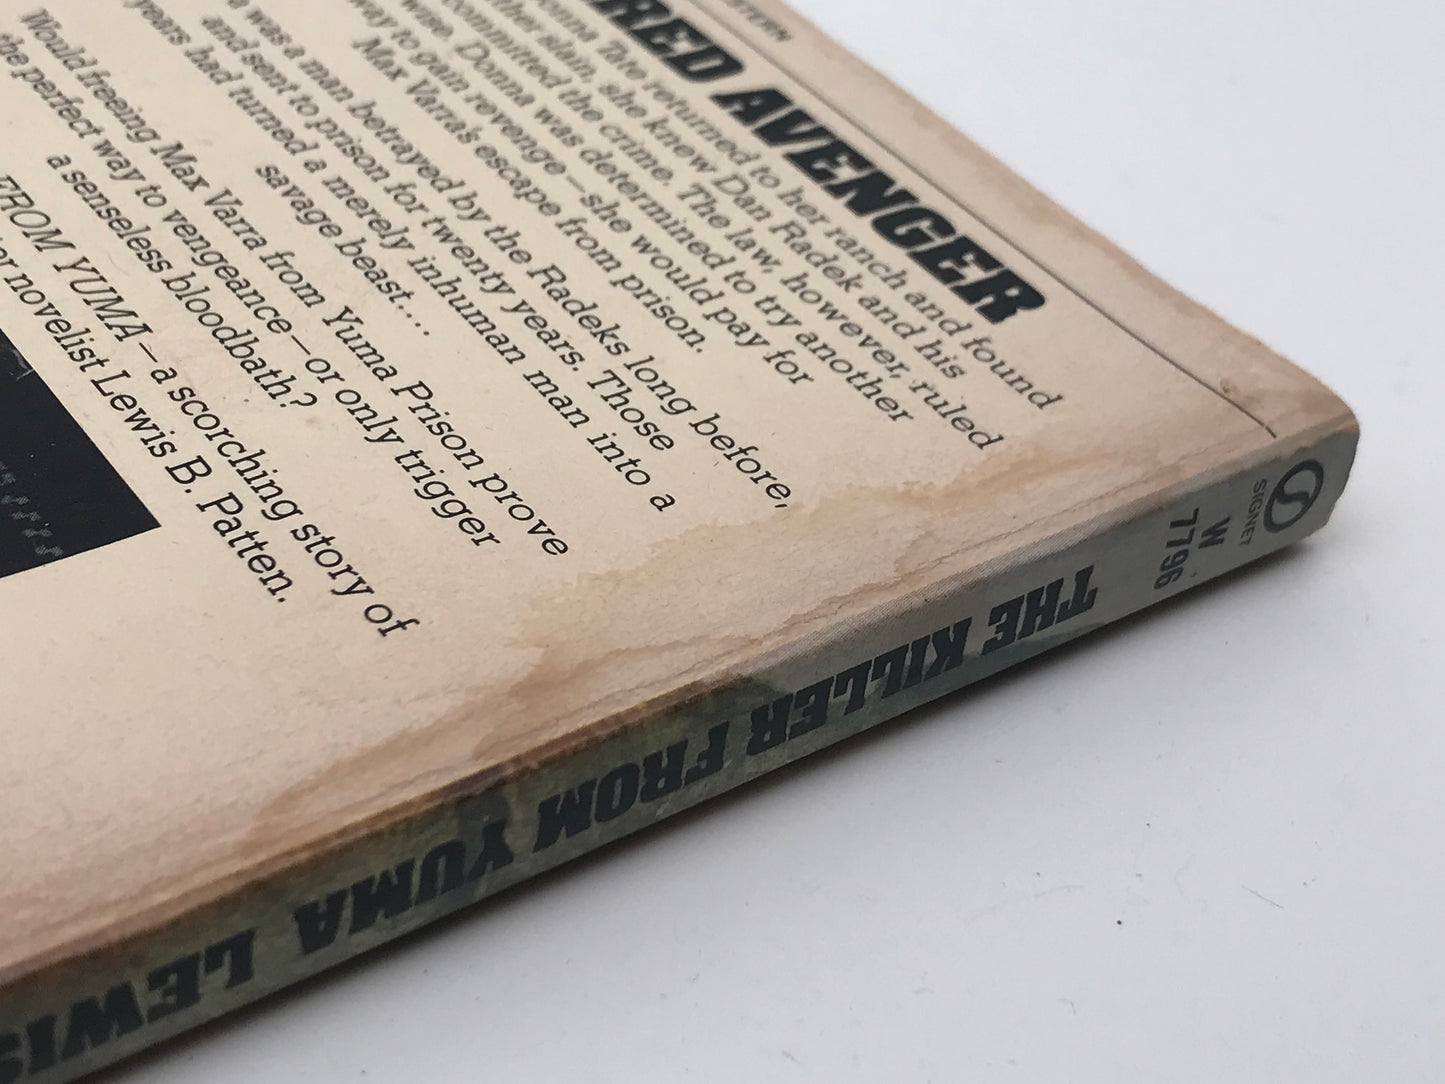 RED AVENGER
Tate returned to her ranch and found
slain, she knew Dan Radek and his
committed the crime. The law, however, ruled
wise. Donna was determined to try another
way to gain revenge—she would pay for
Max Varra's escape from prison.
a was a man betrayed by the Radeks long before,
and sent to prison for twenty years. Those
years had turned a merely inhuman man into a
savage beast....
Would freeing Max Varra from Yuma Prison prove
the perfect way to vengeance—or only trigger
a senseless bloodbath?
FROM YUMA—a scorching story of
novelist Lewis B. Patten.
SIGNET
W
7796
THE KILLER FROM YUMA LEWIS